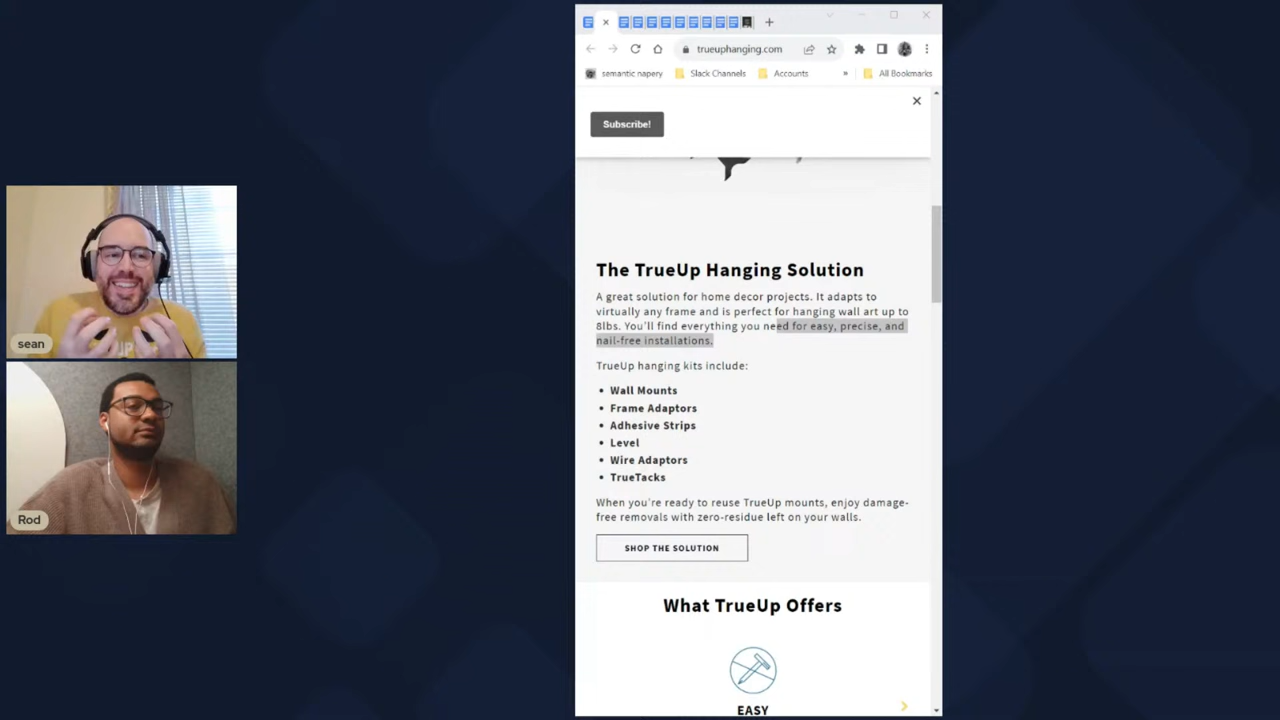 trueuphanging.com
semantic napery
Slack Channels
Accounts
»
All Bookmarks
Subscribe!
The TrueUp Hanging Solution
A great solution for home decor projects. It adapts to
virtually any frame and is perfect for hanging wall art up to
8lbs. You'll find everything you need for easy, precise, and
nail-free installations.
TrueUp hanging kits include:
• Wall Mounts
• Frame Adaptors
• Adhesive Strips
• Level
• Wire Adaptors
• TrueTacks
When you're ready to reuse TrueUp mounts, enjoy damage-
free removals with zero-residue left on your walls.
SHOP THE SOLUTION
What TrueUp Offers
EASY
sean
Rod